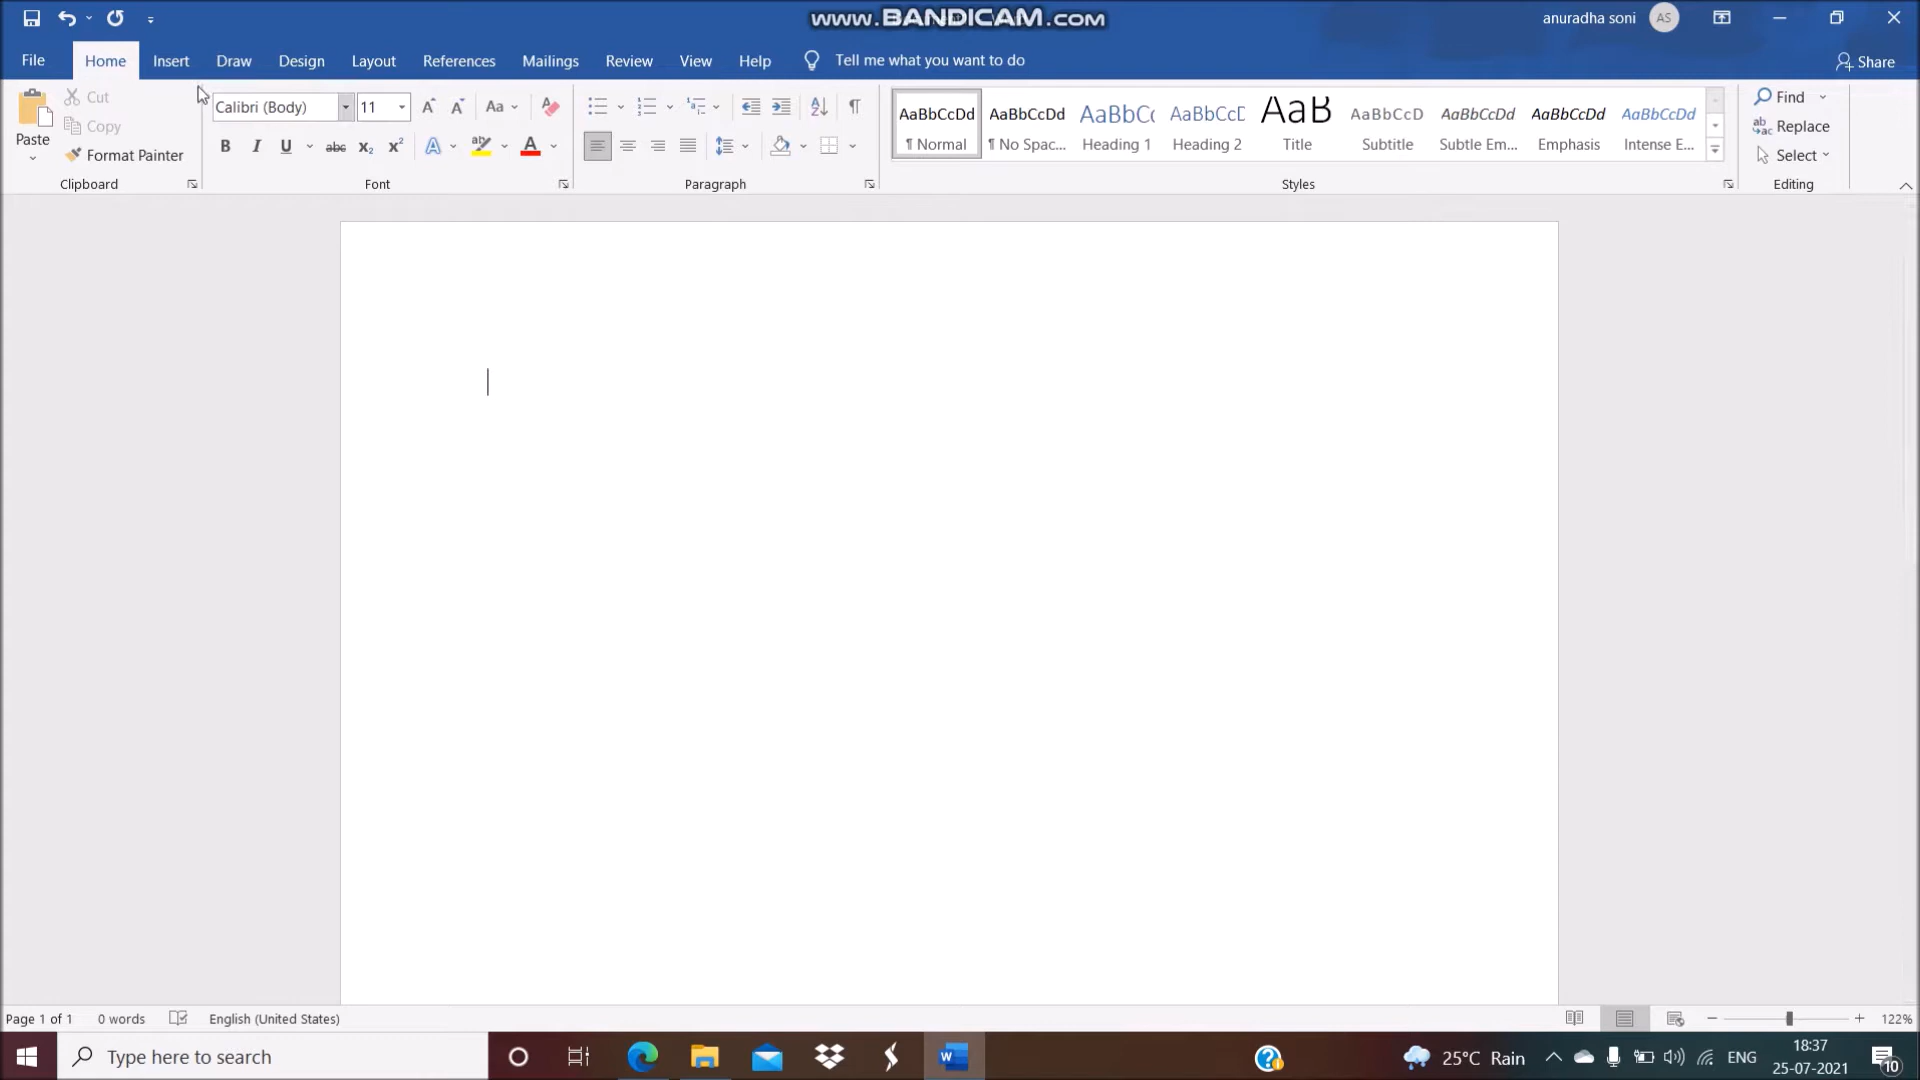 www.BANDICAM.com
anuradha soni AS
File Home Insert Draw Design Layout References Mailings Review View Help Tell me what you want to do Share
Paste
Cut
Copy
Format Painter
Clipboard
Calibri (Body) 11 Aa
B I U abc x₂ x² A A
Font
Paragraph
AaBbCcDd AaBbCcDd AaBbCc AaBbCcD AaB AaBbCcD AaBbCcDd AaBbCcDd AaBbCcDd
¶ Normal ¶ No Spac... Heading 1 Heading 2 Title Subtitle Subtle Em... Emphasis Intense E...
Styles
Find
Replace
Select
Editing
Page 1 of 1 0 words English (United States) 122%
Type here to search
25°C Rain ENG
18:37
25-07-2021
10